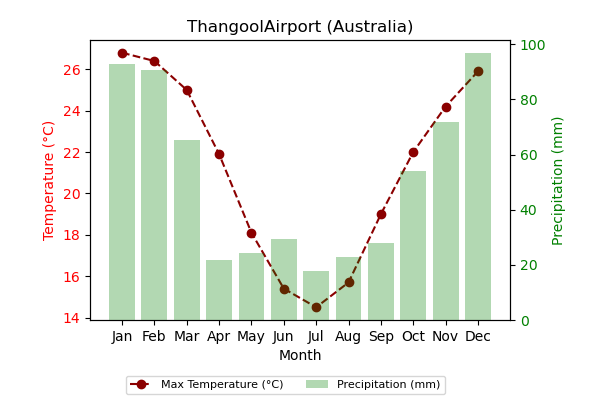 ThangoolAirport (Australia)
26
24
22
20
18
16
14
Temperature (°C)
100
80
60
40
20
0
Precipitation (mm)
Jan Feb Mar Apr May Jun Jul Aug Sep Oct Nov Dec
Month
Max Temperature (°C) Precipitation (mm)